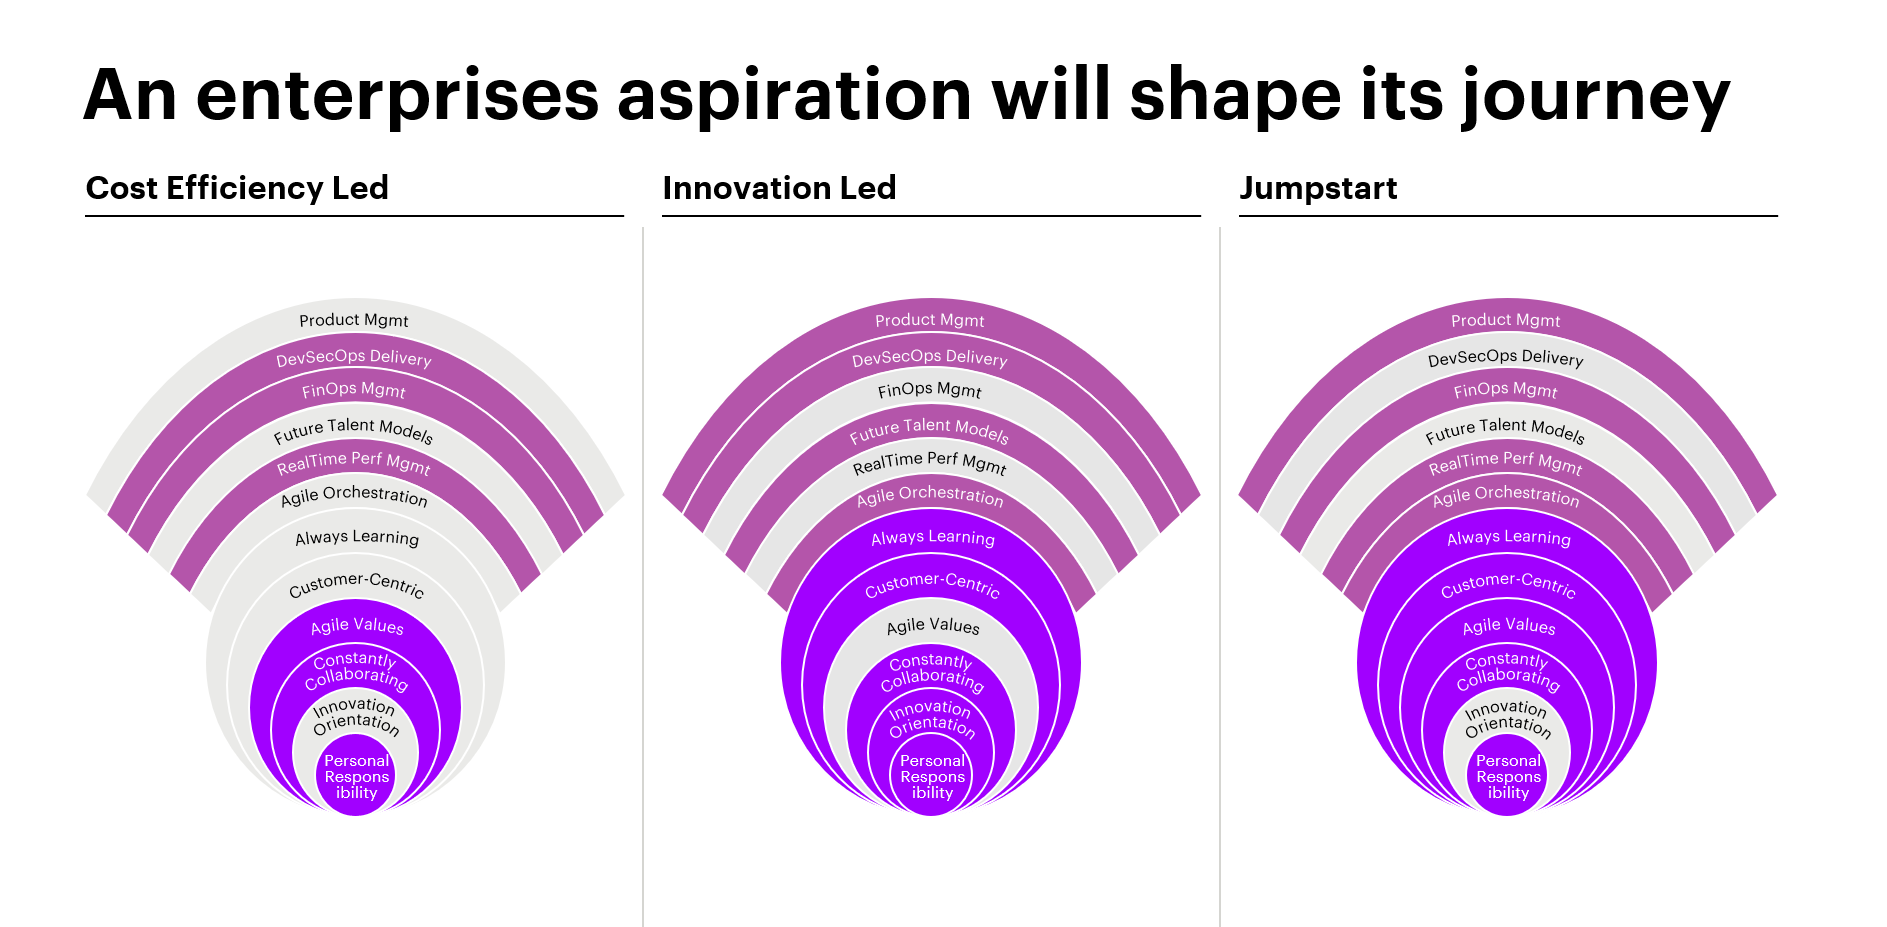 An enterprises aspiration will shape its journey
Cost Efficiency Led
Product Mgmt
DevSecOps Delivery
FinOps Mgmt
Future Talent Models
RealTime Perf Mgmt
Agile Orchestration
Always Learning
Customer-Centric
Agile Values
Constantly
Collaborating
Innovation
Orientation
Personal
Respons
ibility
Innovation Led
Product Mgmt
DevSecOps Delivery
FinOps Mgmt
Future Talent Models
RealTime Perf Mgmt
Agile Orchestration
Always Learning
Customer-Centric
Agile Values
Constantly
Collaborating
Innovation
Orientation
Personal
Respons
ibility
Jumpstart
Product Mgmt
DevSecOps Delivery
FinOps Mgmt
Future Talent Models
RealTime Perf Mgmt
Agile Orchestration
Always Learning
Customer-Centric
Agile Values
Constantly
Collaborating
Innovation
Orientation
Personal
Respons
ibility